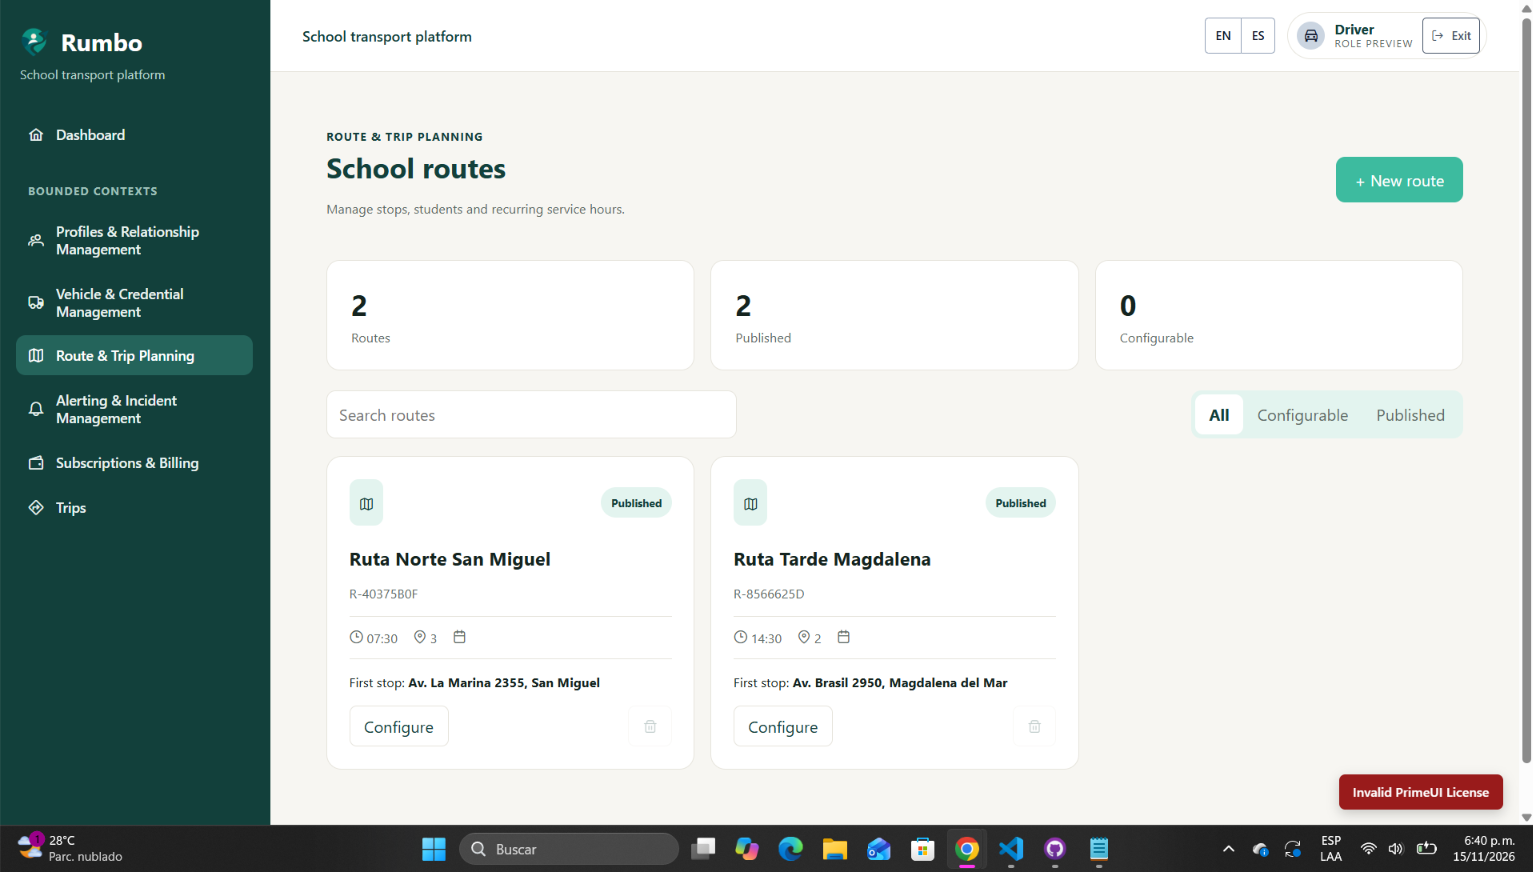 Rumbo
School transport platform
Dashboard
BOUNDED CONTEXTS
Profiles & Relationship
Management
Vehicle & Credential
Management
Route & Trip Planning
Alerting & Incident
Management
Subscriptions & Billing
Trips
School transport platform
EN
ES
Driver
ROLE PREVIEW
Exit
ROUTE & TRIP PLANNING
School routes
Manage stops, students and recurring service hours.
+ New route
2
Routes
2
Published
0
Configurable
Search routes
All
Configurable
Published
Published
Ruta Norte San Miguel
R-40375B0F
07:30
3
First stop: Av. La Marina 2355, San Miguel
Configure
Published
Ruta Tarde Magdalena
R-8566625D
14:30
2
First stop: Av. Brasil 2950, Magdalena del Mar
Configure
Invalid PrimeUI License
1
28°C
Parc. nublado
Buscar
ESP
LAA
6:40 p.m.
15/11/2026